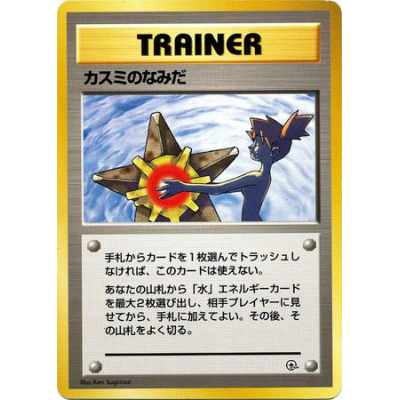 TRAINER
カスミのなみだ
手札からカードを1枚選んでトラッシュし
なければ、このカードは使えない。
あなたの山札から「水」エネルギーカード
を最大2枚選び出し、相手プレイヤーに見
せてから、手札に加えてよい。その後、そ
の山札をよく切る。
Illus.Ken Sugimori